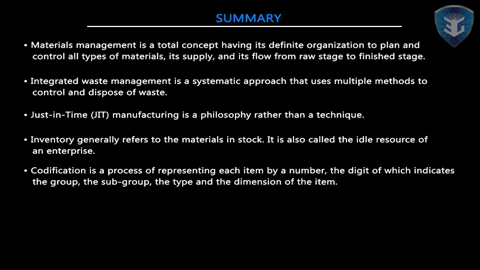 SUMMARY
• Materials management is a total concept having its definite organization to plan and
control all types of materials, its supply, and its flow from raw stage to finished stage.
• Integrated waste management is a systematic approach that uses multiple methods to
control and dispose of waste.
• Just-in-Time (JIT) manufacturing is a philosophy rather than a technique.
• Inventory generally refers to the materials in stock. It is also called the idle resource of
an enterprise.
• Codification is a process of representing each item by a number, the digit of which indicates
the group, the sub-group, the type and the dimension of the item.